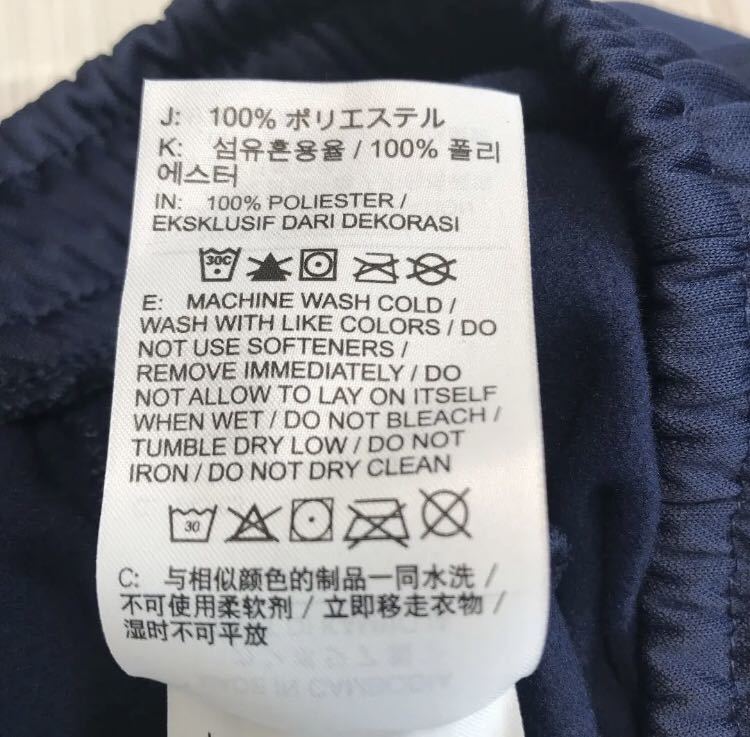 J: 100% ポリエステル
K: 섬유혼용율 / 100% 폴리
에스터
IN: 100% POLIESTER /
EKSKLUSIF DARI DEKORASI
30C
E: MACHINE WASH COLD /
WASH WITH LIKE COLORS / DO
NOT USE SOFTENERS /
REMOVE IMMEDIATELY / DO
NOT ALLOW TO LAY ON ITSELF
WHEN WET / DO NOT BLEACH /
TUMBLE DRY LOW / DO NOT
IRON / DO NOT DRY CLEAN
30
C: 与相似颜色的制品一同水洗 /
不可使用柔软剂 / 立即移走衣物 /
湿时不可平放
MADE IN CAMBODIA